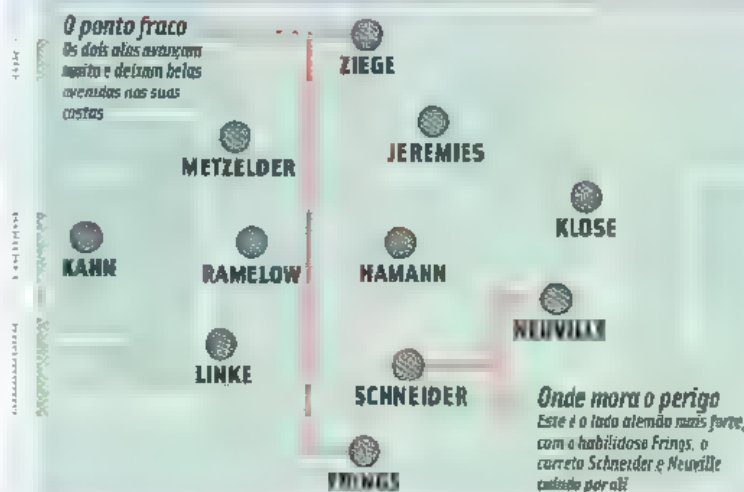 O ponto fraco
Os dois alas avançam
muito e deixam belas
avenidas nas suas
costas
ZIEGE
METZELDER
JEREMIES
KLOSE
KAHN
RAMELOW
HAMANN
NEUVILLE
LINKE
SCHNEIDER
Onde mora o perigo
Este é o lado alemão mais forte,
com o habilidoso Frings, o
correto Schneider e Neuville
caindo por ali
FRINGS